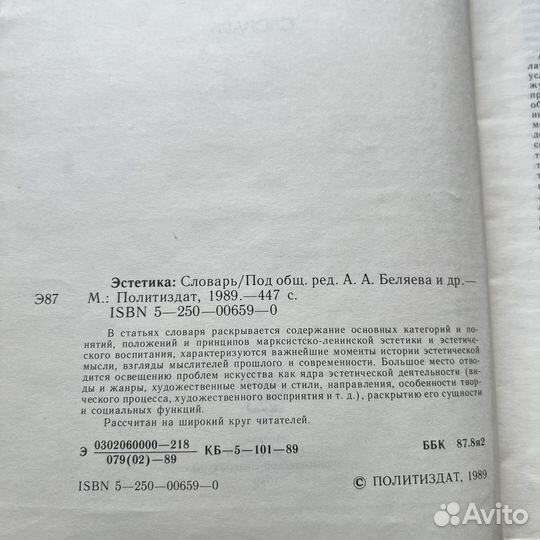 Эстетика: Словарь/Под общ. ред. А. А. Беляева и др.—
Э87 М.: Политиздат, 1989.—447 с.
ISBN 5—250—00659—0
В статьях словаря раскрывается содержание основных категорий и по-
нятий, положений и принципов марксистско-ленинской эстетики и эстетичес-
кого воспитания, характеризуются важнейшие моменты истории эстетической
мысли, взгляды мыслителей прошлого и современности. Большое место отво-
дится освещению проблем искусства как ядра эстетической деятельности (ви-
ды и жанры, художественные методы и стили, направления, особенности твор-
ческого процесса, художественного восприятия и т. д.), раскрытию его сущности
и социальных функций.
Рассчитан на широкий круг читателей.
Э 0302060000—218
079(02)—89 КБ—5—101—89
ББК 87.8я2
ISBN 5—250—00659—0
© ПОЛИТИЗДАТ, 1989
Avito